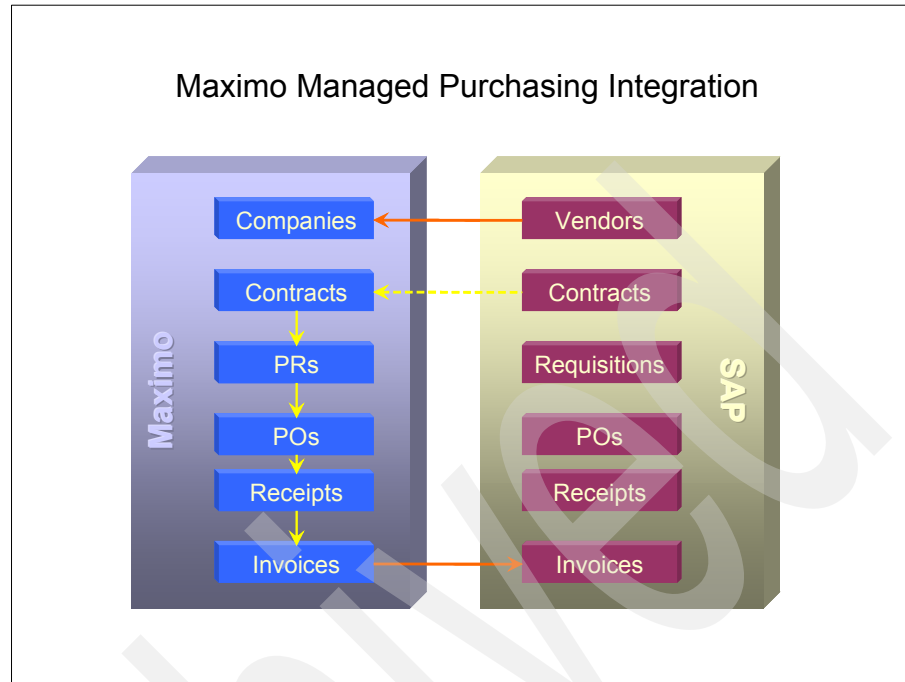 Maximo Managed Purchasing Integration
Companies
Vendors
Contracts
Contracts
PRs
Requisitions
POs
POs
Receipts
Receipts
Invoices
Invoices
Maximo
SAP